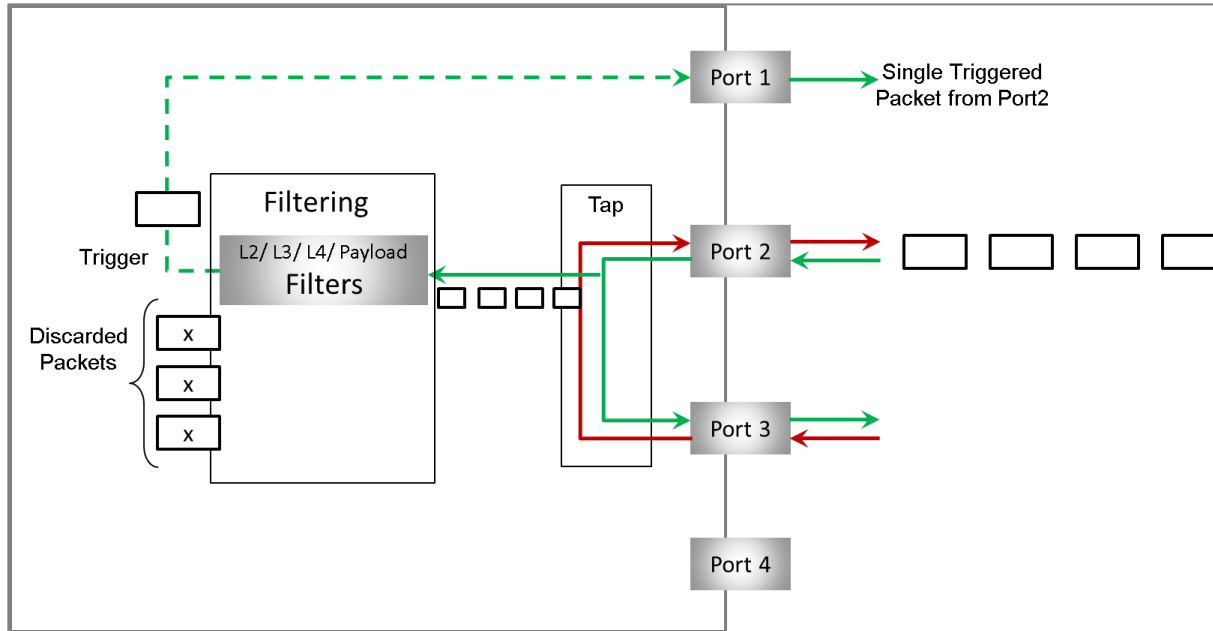 Port 1
Single Triggered
Packet from Port2
Filtering
Tap
L2/ L3/ L4/ Payload
Filters
Trigger
Port 2
Discarded
Packets
x
x
x
Port 3
Port 4